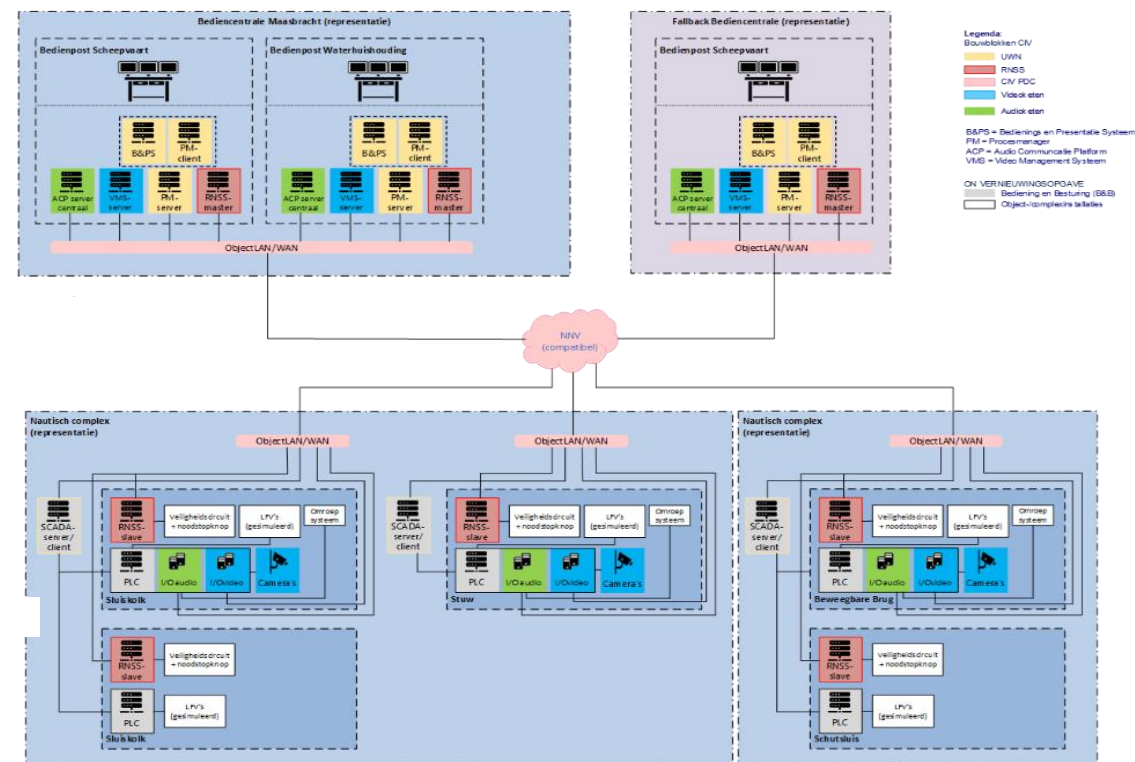 Bediencentrale Maasbracht (representatie)
Bedienpost Scheepvaart
B&PS
PM-
client
ACP server
centraal
VMS-
server
PM-
server
RNSS-
master
Bedienpost Waterhuishouding
B&PS
PM-
client
ACP server
centraal
VMS-
server
PM-
server
RNSS-
master
ObjectLAN/WAN
Fallback Bediencentrale (representatie)
Bedienpost Scheepvaart
B&PS
PM-
client
ACP server
centraal
VMS-
server
PM-
server
RNSS-
master
ObjectLAN/WAN
Legenda:
Bouwblokken CIV
UWN
RNSS
CIV PDC
Videoketen
Audioketen
B&PS = Bedienings en Presentatie Systeem
PM = Procesmanager
ACP = Audio Communcatie Platform
VMS = Video Management Systeem
ON VERNIEUWINGSOPGAVE
Bediening en Besturing (B&B)
Object-/complexinstallaties
NNV
(compatibel)
Nautisch complex
(representatie)
ObjectLAN/WAN
SCADA-
server/
client
RNSS-
slave
Veiligheidscircuit
+ noodstopknop
LFV's
(gesimuleerd)
Omroep
systeem
PLC
I/O audio
I/O video
Camera's
Sluiskolk
RNSS-
slave
Veiligheidscircuit
+ noodstopknop
PLC
LFV's
(gesimuleerd)
Sluiskolk
ObjectLAN/WAN
SCADA-
server/
client
RNSS-
slave
Veiligheidscircuit
+ noodstopknop
LFV's
(gesimuleerd)
Omroep
systeem
PLC
I/O audio
I/O video
Camera's
Stuw
Nautisch complex
(representatie)
ObjectLAN/WAN
SCADA-
server/
client
RNSS-
slave
Veiligheidscircuit
+ noodstopknop
LFV's
(gesimuleerd)
Omroep
systeem
PLC
I/O audio
I/O video
Camera's
Beweegbare Brug
RNSS-
slave
Veiligheidscircuit
+ noodstopknop
PLC
LFV's
(gesimuleerd)
Schutsluis